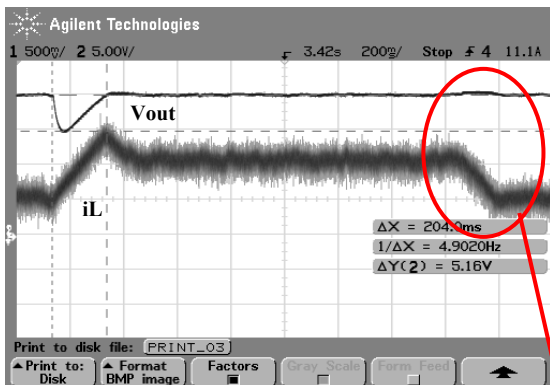 Agilent Technologies
1 500℧/ 2 5.00V/ 3.42s 200℧/ Stop 4 11.1A
Vout
iL
ΔX = 204.0ms
1/ΔX = 4.9020Hz
ΔY(2) = 5.16V
Print to disk file: PRINT_03
Print to: Disk
Format BMP image
Factors
Gray Scale
Form Feed